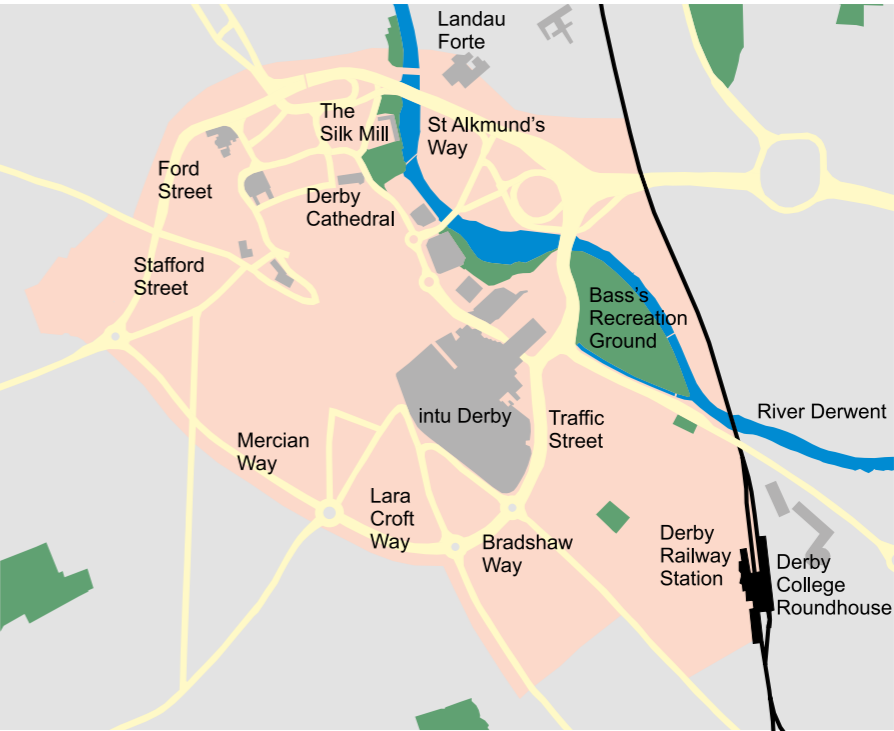 Landau
Forte
The
Silk Mill
St Alkmund's
Way
Ford
Street
Derby
Cathedral
Stafford
Street
Bass's
Recreation
Ground
intu Derby
Traffic
Street
River Derwent
Mercian
Way
Lara
Croft
Way
Bradshaw
Way
Derby
Railway
Station
Derby
College
Roundhouse